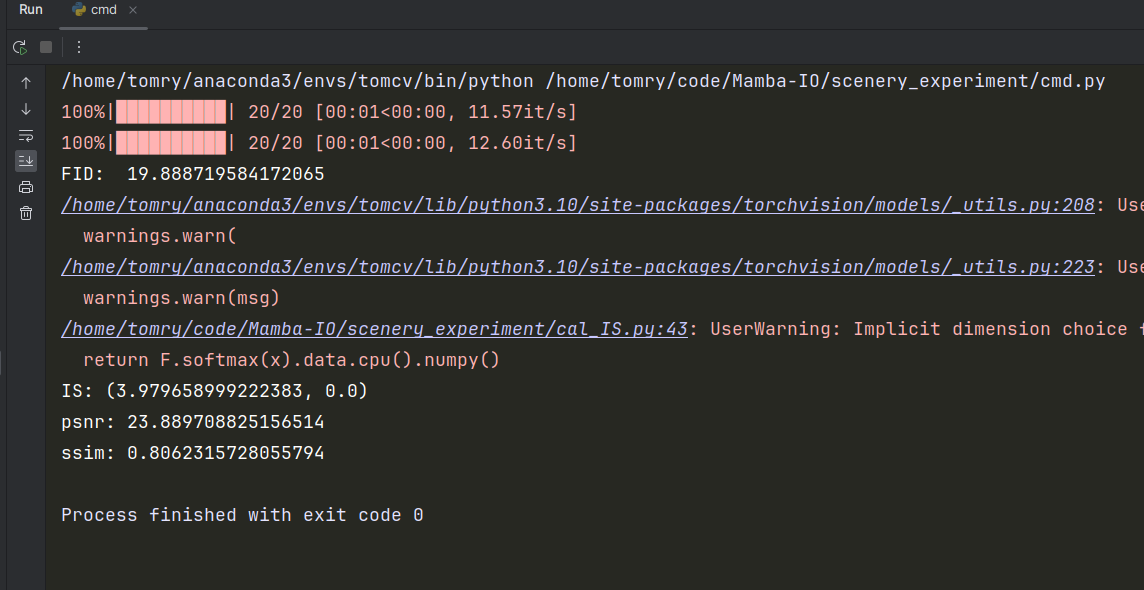 Run cmd
/home/tomry/anaconda3/envs/tomcv/bin/python /home/tomry/code/Mamba-IO/scenery_experiment/cmd.py
100%|██████████| 20/20 [00:01<00:00, 11.57it/s]
100%|██████████| 20/20 [00:01<00:00, 12.60it/s]
FID:  19.888719584172065
/home/tomry/anaconda3/envs/tomcv/lib/python3.10/site-packages/torchvision/models/_utils.py:208: Use
  warnings.warn(
/home/tomry/anaconda3/envs/tomcv/lib/python3.10/site-packages/torchvision/models/_utils.py:223: Use
  warnings.warn(msg)
/home/tomry/code/Mamba-IO/scenery_experiment/cal_IS.py:43: UserWarning: Implicit dimension choice
  return F.softmax(x).data.cpu().numpy()
IS: (3.979658999222383, 0.0)
psnr: 23.889708825156514
ssim: 0.8062315728055794
Process finished with exit code 0